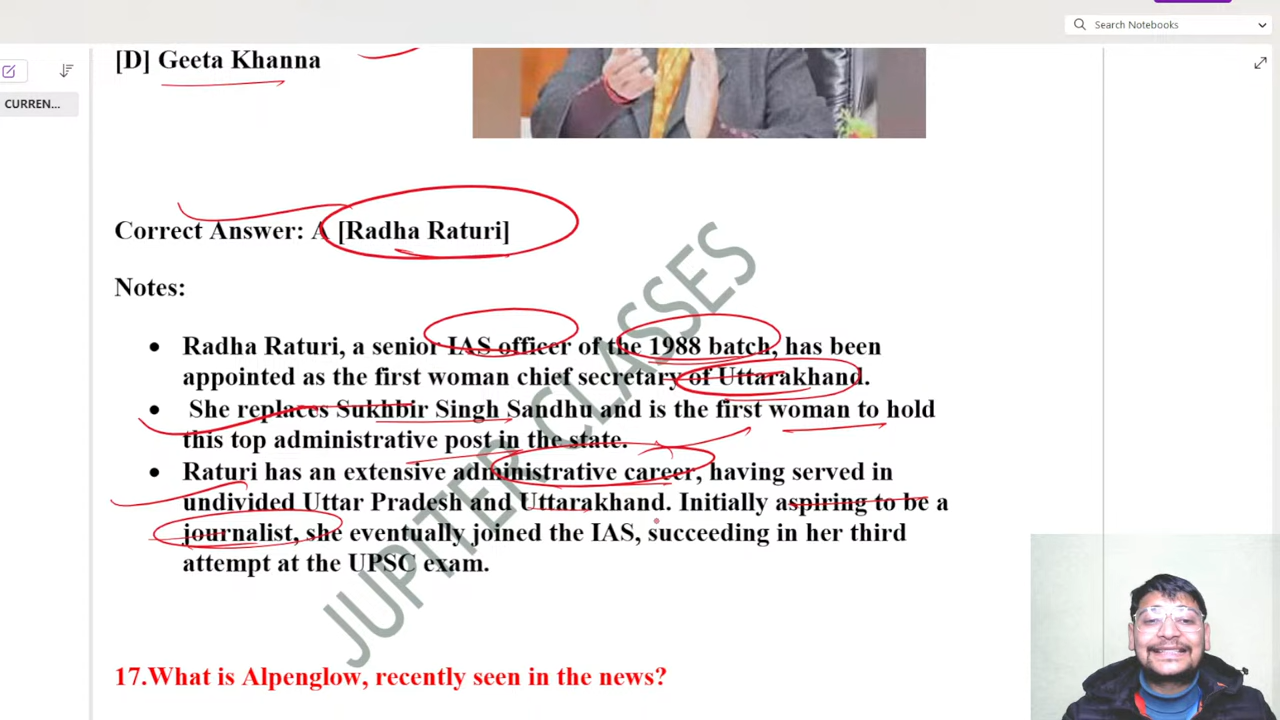 Search Notebooks
[D] Geeta Khanna
CURREN...
Correct Answer: A [Radha Raturi]
Notes:
• Radha Raturi, a senior IAS officer of the 1988 batch, has been
appointed as the first woman chief secretary of Uttarakhand.
• She replaces Sukhbir Singh Sandhu and is the first woman to hold
this top administrative post in the state.
• Raturi has an extensive administrative career, having served in
undivided Uttar Pradesh and Uttarakhand. Initially aspiring to be a
journalist, she eventually joined the IAS, succeeding in her third
attempt at the UPSC exam.
JUPITER CLASSES
17.What is Alpenglow, recently seen in the news?